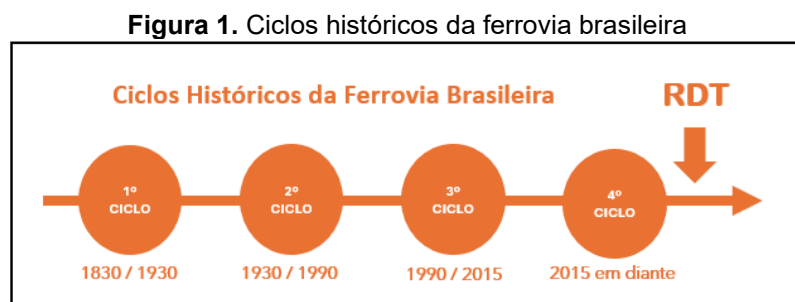 Figura 1. Ciclos históricos da ferrovia brasileira
Ciclos Históricos da Ferrovia Brasileira
RDT
1º
CICLO
2º
CICLO
3º
CICLO
4º
CICLO
1830 / 1930
1930 / 1990
1990 / 2015
2015 em diante